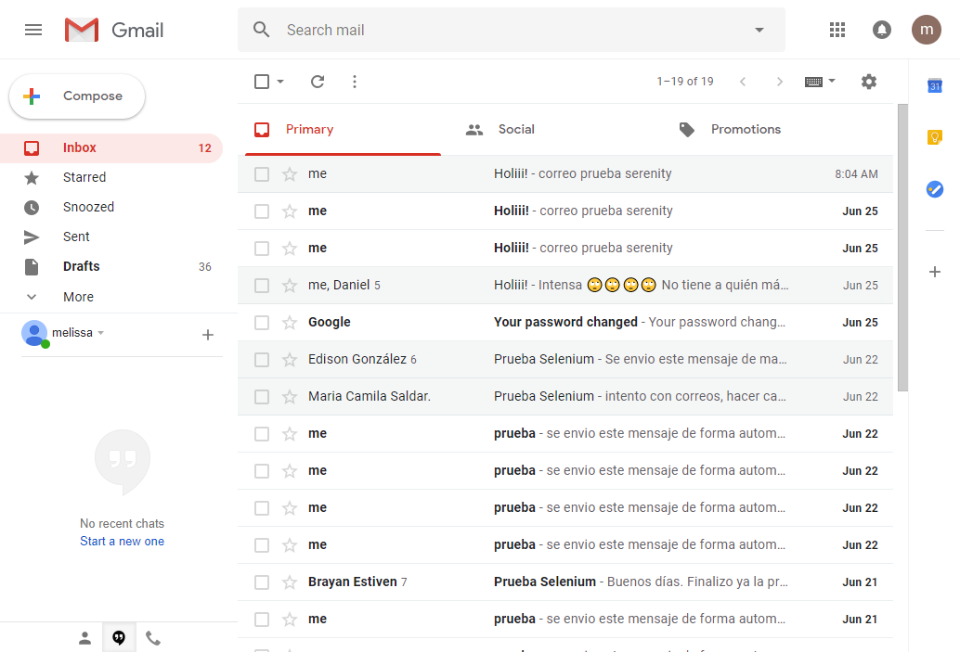 Gmail
Search mail
m
Compose
1–19 of 19
31
Primary
Social
Promotions
Inbox 12
Starred
Snoozed
Sent
Drafts 36
More
melissa
No recent chats
Start a new one
me Holiii! - correo prueba serenity 8:04 AM
me Holiii! - correo prueba serenity Jun 25
me Holiii! - correo prueba serenity Jun 25
me, Daniel 5 Holiii! - Intensa 🙄🙄🙄🙄 No tiene a quién má… Jun 25
Google Your password changed - Your password chang… Jun 25
Edison González 6 Prueba Selenium - Se envio este mensaje de ma… Jun 22
Maria Camila Saldar. Prueba Selenium - intento con correos, hacer ca… Jun 22
me prueba - se envio este mensaje de forma autom… Jun 22
me prueba - se envio este mensaje de forma autom… Jun 22
me prueba - se envio este mensaje de forma autom… Jun 22
me prueba - se envio este mensaje de forma autom… Jun 22
Brayan Estiven 7 Prueba Selenium - Buenos días. Finalizo ya la pr… Jun 21
me prueba - se envio este mensaje de forma autom… Jun 21